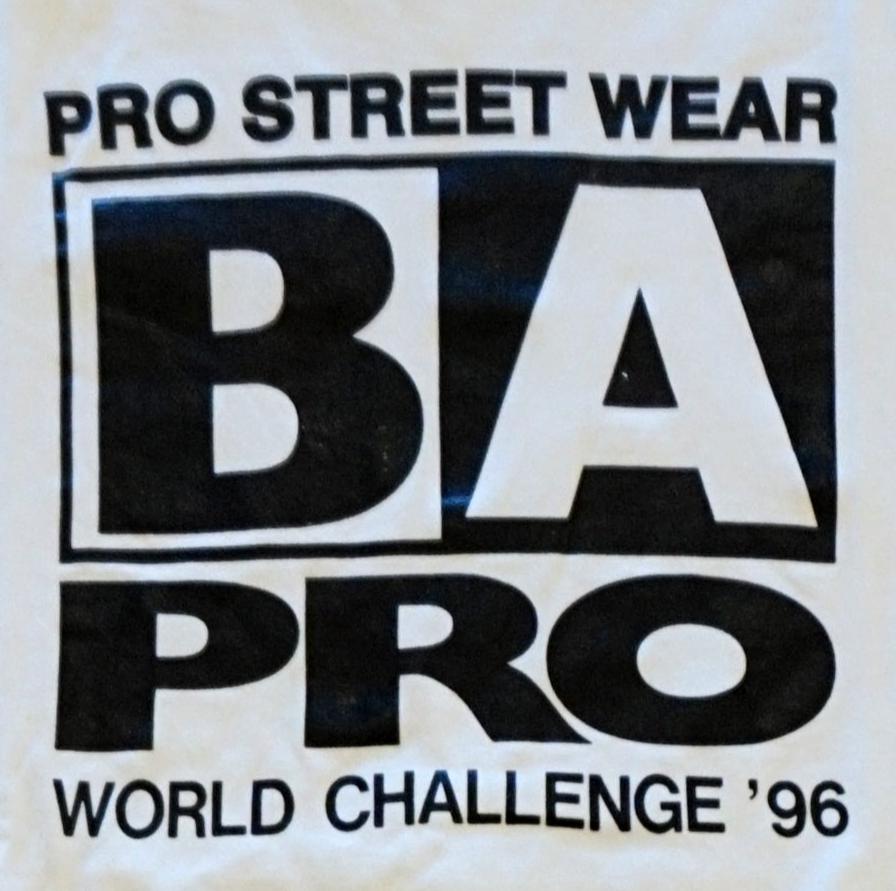 PRO STREET WEAR
BA
PRO
WORLD CHALLENGE '96